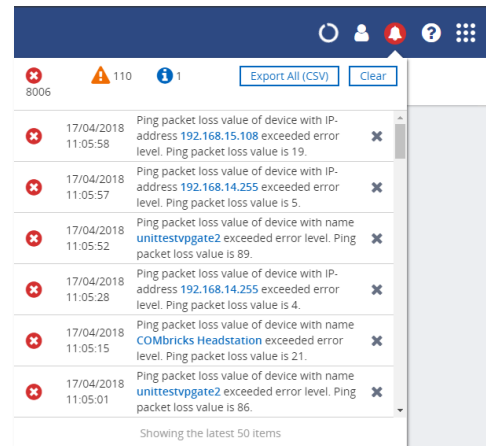 110 1 Export All (CSV) Clear
8006
17/04/2018 Ping packet loss value of device with IP-
11:05:58 address 192.168.15.108 exceeded error
level. Ping packet loss value is 19.
17/04/2018 Ping packet loss value of device with IP-
11:05:57 address 192.168.14.255 exceeded error
level. Ping packet loss value is 5.
17/04/2018 Ping packet loss value of device with name
11:05:52 unittestvpgate2 exceeded error level. Ping
packet loss value is 89.
17/04/2018 Ping packet loss value of device with IP-
11:05:28 address 192.168.14.255 exceeded error
level. Ping packet loss value is 4.
17/04/2018 Ping packet loss value of device with name
11:05:15 COMbricks Headstation exceeded error
level. Ping packet loss value is 21.
17/04/2018 Ping packet loss value of device with name
11:05:01 unittestvpgate2 exceeded error level. Ping
packet loss value is 86.
Showing the latest 50 items